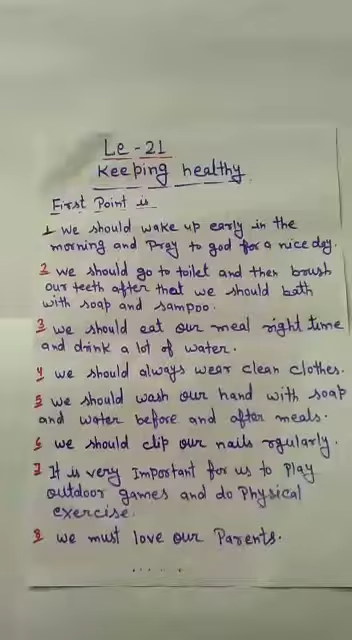 Le - 21
Keeping healthy
First Point is
1 we should wake up early in the
morning and Pray to god for a nice day.
2 we should go to toilet and then brush
our teeth after that we should bath
with soap and sampoo.
3 we should eat our meal right time
and drink a lot of water.
4 we should always wear clean clothes.
5 we should wash our hand with soap
and water before and after meals.
6 we should clip our nails rgularly.
7 It is very Important for us to Play
outdoor games and do Physical
exercise.
8 we must love our Parents.
.....